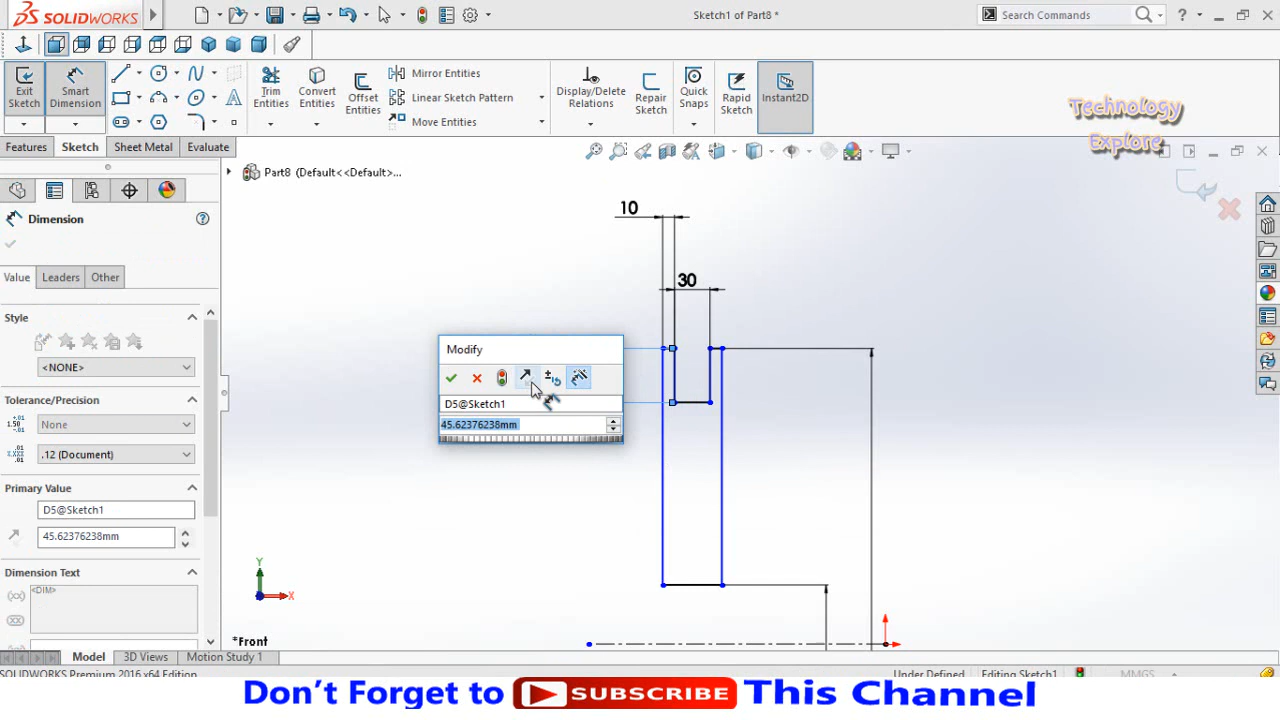 SOLIDWORKS
Sketch1 of Part8 *
Search Commands
Exit Sketch
Smart Dimension
Trim Entities
Convert Entities
Offset Entities
Mirror Entities
Linear Sketch Pattern
Move Entities
Display/Delete Relations
Repair Sketch
Quick Snaps
Rapid Sketch
Instant2D
Technology
Explore
Features
Sketch
Sheet Metal
Evaluate
Part8 (Default<<Default>...
Dimension
Value
Leaders
Other
Style
<NONE>
Tolerance/Precision
None
.12 (Document)
Primary Value
D5@Sketch1
45.62376238mm
Dimension Text
<DIM>
10
30
Modify
D5@Sketch1
45.62376238mm
Y
X
*Front
Model
3D Views
Motion Study 1
SOLIDWORKS Premium 2016 x64 Edition
Under Defined
Editing Sketch1
MMGS
Don't Forget to SUBSCRIBE This Channel